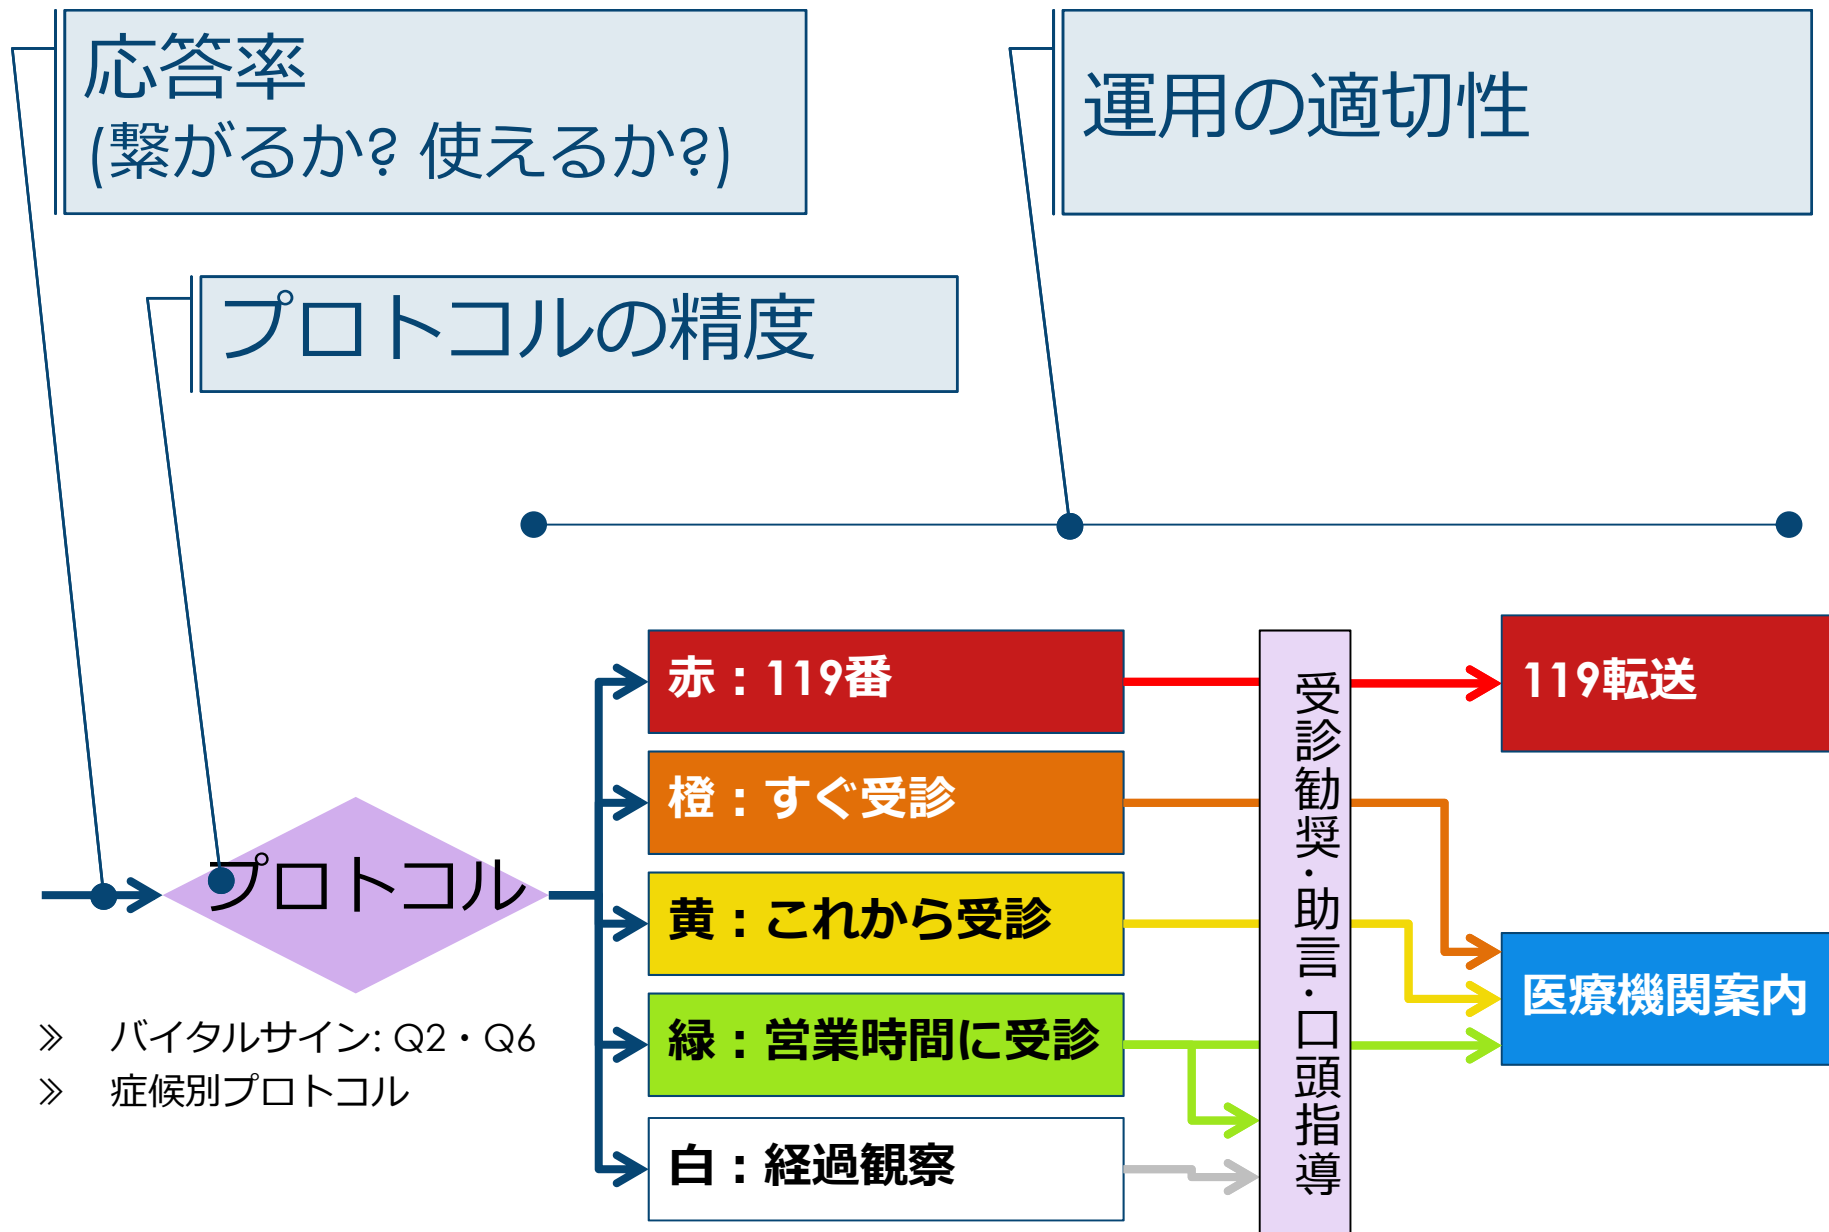 応答率
(繋がるか? 使えるか?)
運用の適切性
プロトコルの精度
プロトコル
» バイタルサイン: Q2・Q6
» 症候別プロトコル
赤：119番
橙：すぐ受診
黄：これから受診
緑：営業時間に受診
白：経過観察
受診勧奨・助言・口頭指導
119転送
医療機関案内